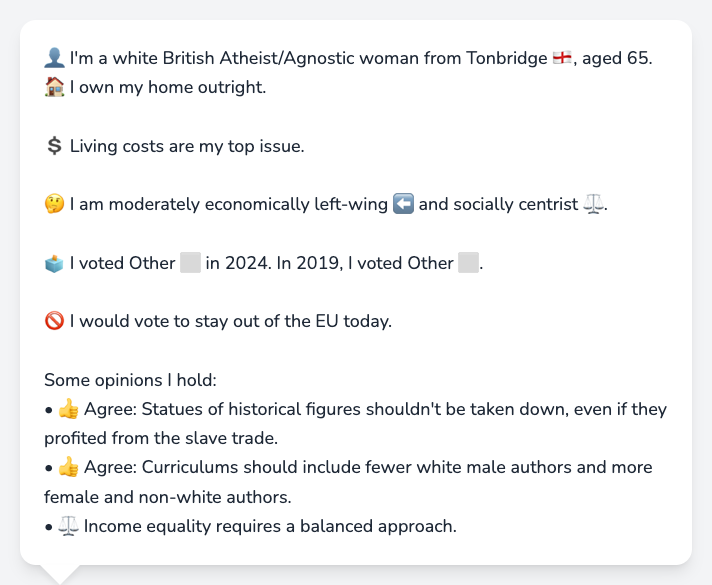 👤 I'm a white British Atheist/Agnostic woman from Tonbridge 🏴󠁧󠁢󠁥󠁮󠁧󠁿, aged 65.
🏠 I own my home outright.
💲 Living costs are my top issue.
🤔 I am moderately economically left-wing ⬅️ and socially centrist ⚖️.
🗳️ I voted Other ⬜ in 2024. In 2019, I voted Other ⬜.
🚫 I would vote to stay out of the EU today.
Some opinions I hold:
• 👍 Agree: Statues of historical figures shouldn't be taken down, even if they
profited from the slave trade.
• 👍 Agree: Curriculums should include fewer white male authors and more
female and non-white authors.
• ⚖️ Income equality requires a balanced approach.